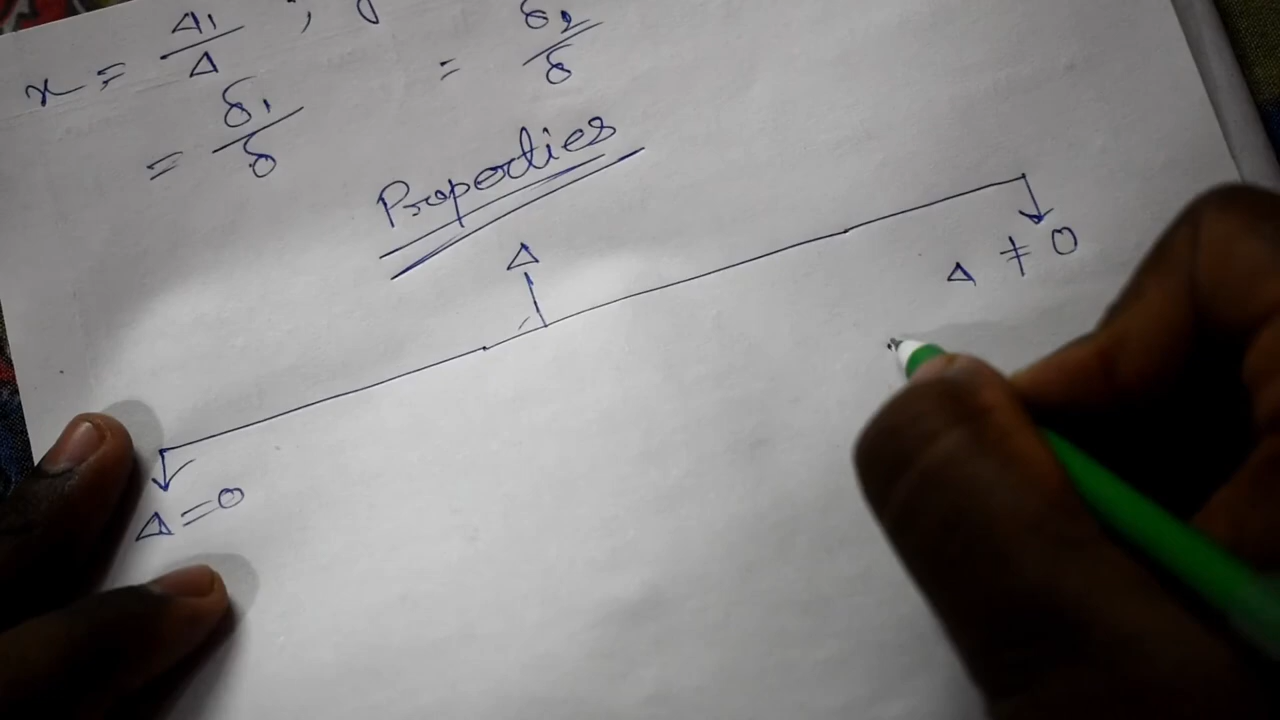 x = Δ1/Δ ;
= δ1/δ
= δ2/δ
Properties
Δ
Δ ≠ 0
Δ = 0